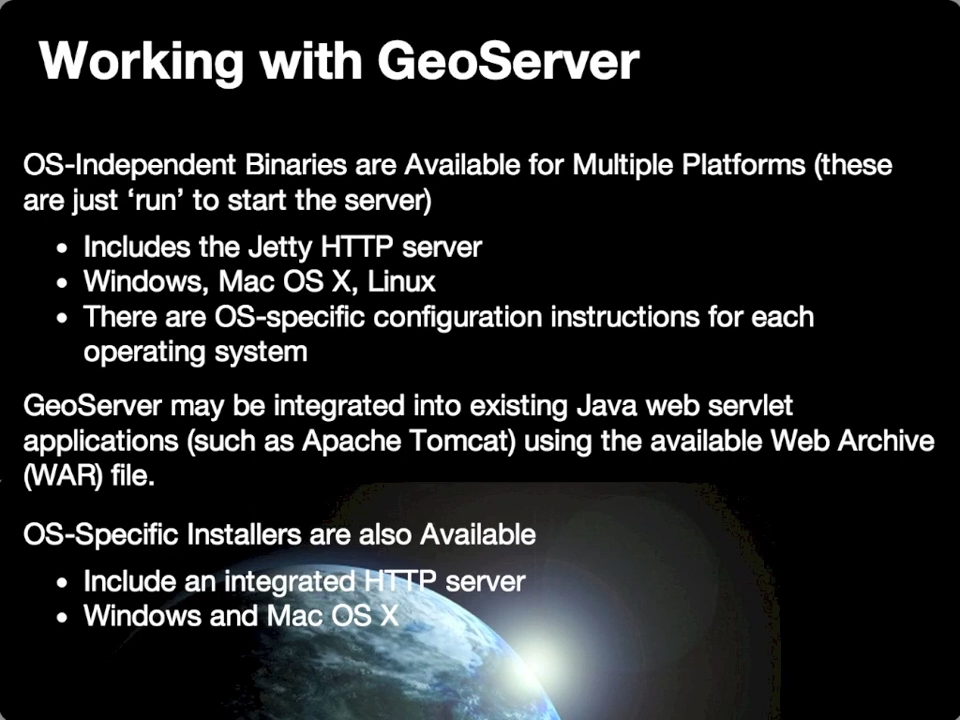 Working with GeoServer
OS-Independent Binaries are Available for Multiple Platforms (these
are just ‘run’ to start the server)
• Includes the Jetty HTTP server
• Windows, Mac OS X, Linux
• There are OS-specific configuration instructions for each
operating system
GeoServer may be integrated into existing Java web servlet
applications (such as Apache Tomcat) using the available Web Archive
(WAR) file.
OS-Specific Installers are also Available
• Include an integrated HTTP server
• Windows and Mac OS X